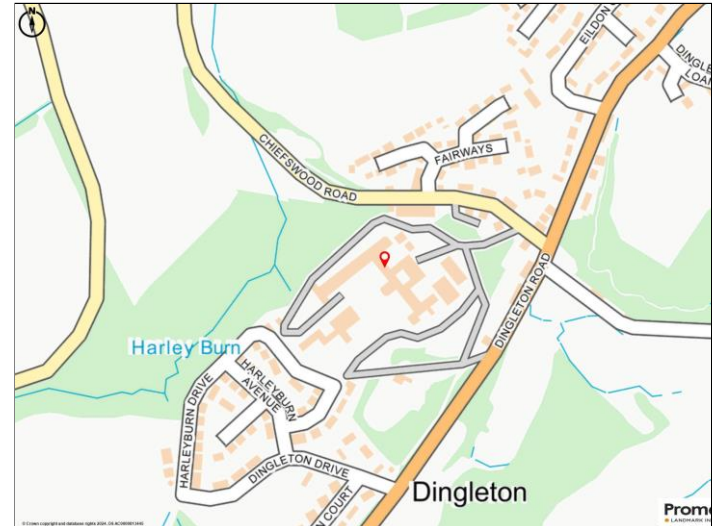 N
EILDON
DINGLE
LOAN
CHIEFSWOOD ROAD
FAIRWAYS
DINGLETON ROAD
Harley Burn
HARLEYBURN
AVENUE
HARLEYBURN DRIVE
DINGLETON DRIVE
N COURT
Dingleton
Prome
LANDMARK IN